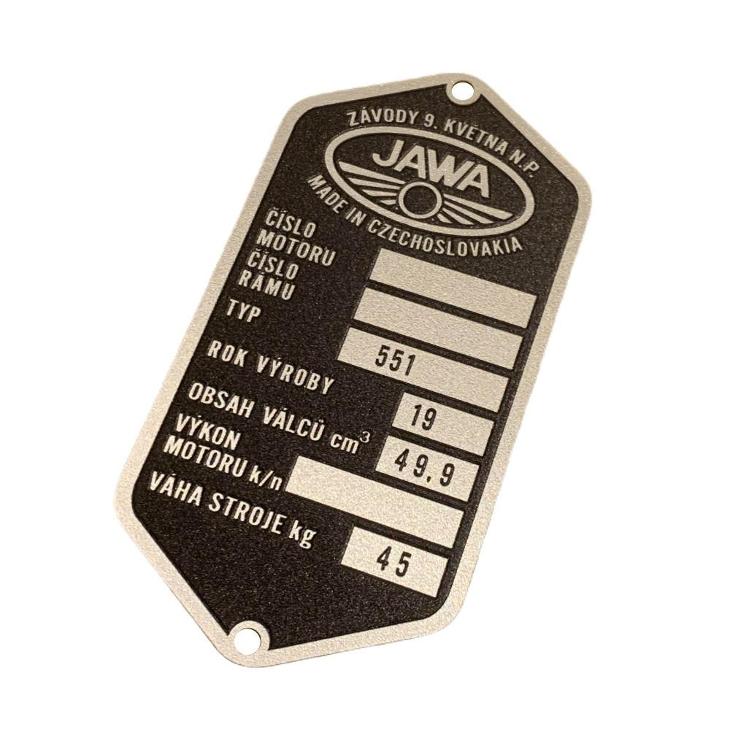 ZÁVODY 9. KVĚTNA N.P.
JAWA
MADE IN CZECHOSLOVAKIA
ČÍSLO
MOTORU
ČÍSLO
RÁMU
TYP 551
ROK VÝROBY 19
OBSAH VÁLCŮ cm³ 49,9
VÝKON
MOTORU k/n
VÁHA STROJE kg 45